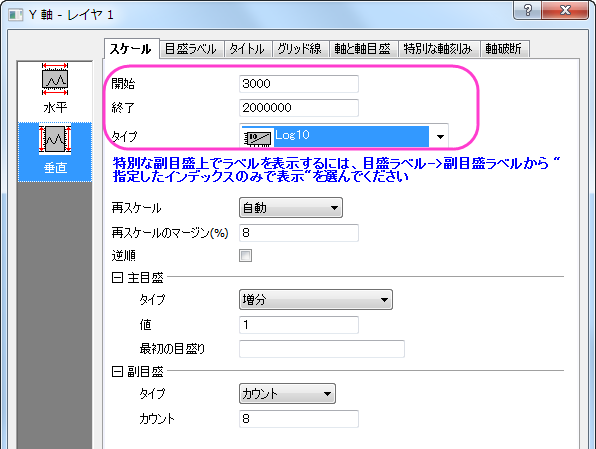 Y 軸 - レイヤ 1
スケール 目盛ラベル タイトル グリッド線 軸と軸目盛 特別な軸刻み 軸破断
水平
垂直
開始 3000
終了 2000000
タイプ Log10
特別な副目盛上でラベルを表示するには、目盛ラベル->副目盛ラベルから “
指定したインデックスのみで表示”を選んでください
再スケール 自動
再スケールのマージン(%) 8
逆順
主目盛
タイプ 増分
値 1
最初の目盛り
副目盛
タイプ カウント
カウント 8